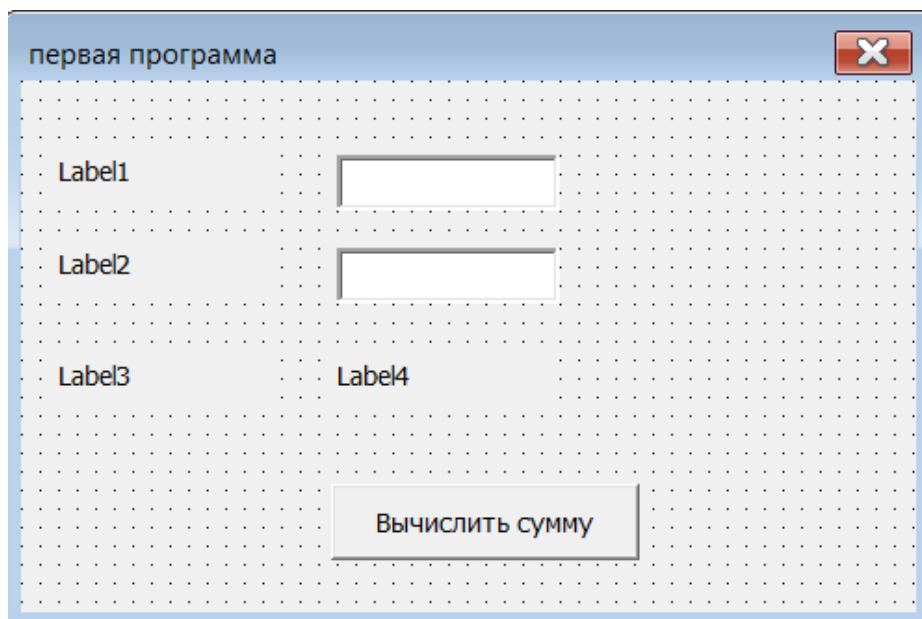 первая программа
Label1
Label2
Label3 Label4
Вычислить сумму